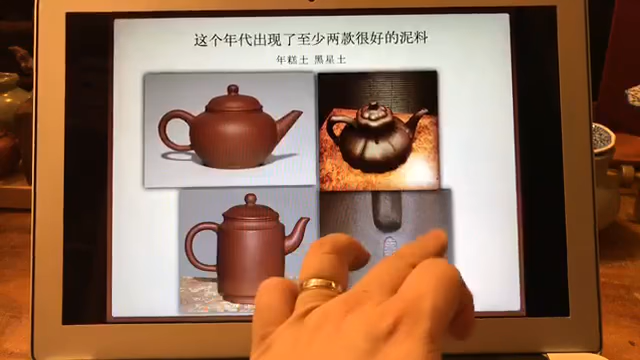 这个年代出现了至少两款很好的泥料
年糕土 黑星土